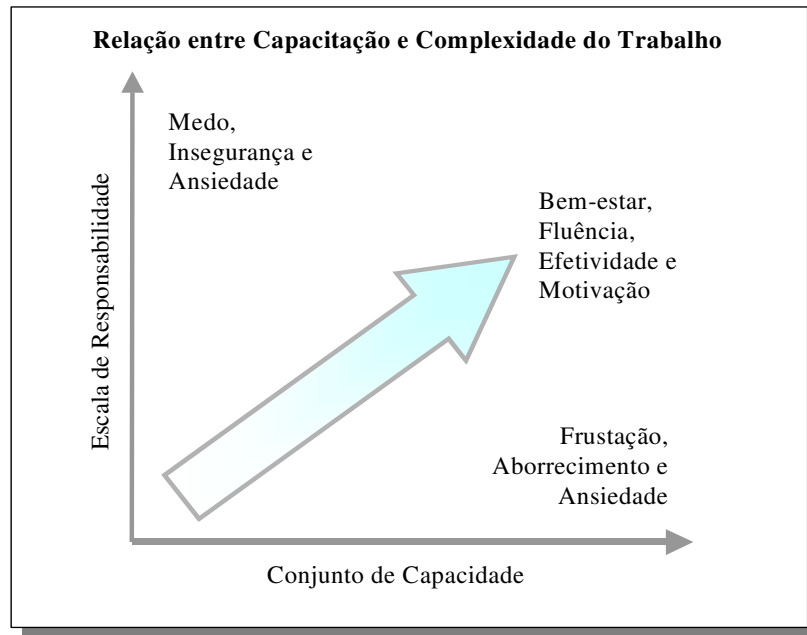 Relação entre Capacitação e Complexidade do Trabalho
Medo,
Insegurança e
Ansiedade
Escala de Responsabilidade
Bem-estar,
Fluência,
Efetividade e
Motivação
Frustação,
Aborrecimento e
Ansiedade
Conjunto de Capacidade